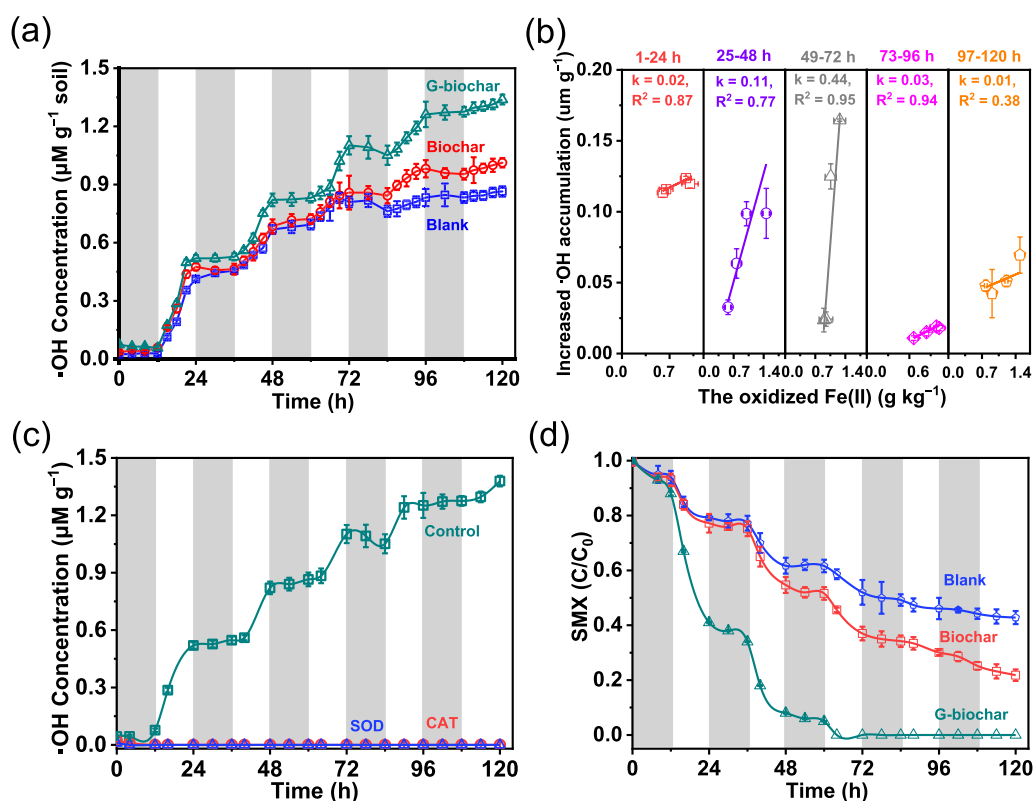 (a)
·OH Concentration (μM g⁻¹ soil)
1.5
1.2
0.9
0.6
0.3
0.0
G-biochar
Biochar
Blank
0 24 48 72 96 120
Time (h)
(b)
Increased ·OH accumulation (um g⁻¹)
0.20
0.15
0.10
0.05
0.00
1-24 h
k = 0.02,
R² = 0.87
25-48 h
k = 0.11,
R² = 0.77
49-72 h
k = 0.44,
R² = 0.95
73-96 h
k = 0.03,
R² = 0.94
97-120 h
k = 0.01,
R² = 0.38
0.0 0.7 0.0 0.7 1.4 0.0 0.7 1.4 0.0 0.6 0.0 0.7 1.4
The oxidized Fe(II) (g kg⁻¹)
(c)
·OH Concentration (μM g⁻¹)
1.5
1.2
0.9
0.6
0.3
0.0
Control
SOD
CAT
0 24 48 72 96 120
Time (h)
(d)
SMX (C/C₀)
1.0
0.8
0.6
0.4
0.2
0.0
Blank
Biochar
G-biochar
0 24 48 72 96 120
Time (h)